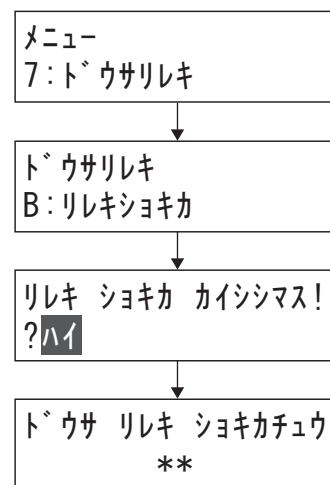 メニュー
7:ドウサリレキ
ドウサリレキ
B:リレキショキカ
リレキ ショキカ カイシシマス!
?ハイ
ドウサ リレキ ショキカチュウ
**